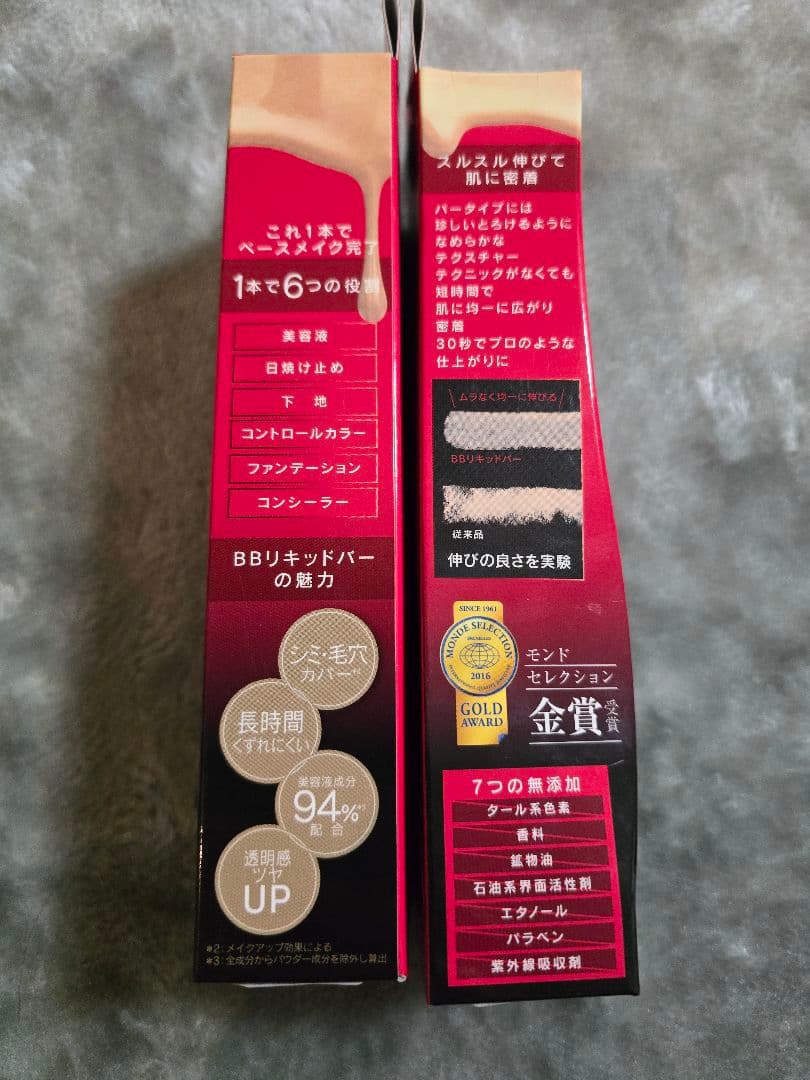 これ1本で
ベースメイク完了
1本で6つの役割
美容液
日焼け止め
下 地
コントロールカラー
ファンデーション
コンシーラー
BBリキッドバー
の魅力
シミ・毛穴
カバー*2
長時間
くずれにくい
美容液成分
94%*3
配合
透明感
ツヤ
UP
*2:メイクアップ効果による
*3:全成分からパウダー成分を除外し算出
スルスル伸びて
肌に密着
バータイプには
珍しいとろけるように
なめらかな
テクスチャー
テクニックがなくても
短時間で
肌に均一に広がり
密着
30秒でプロのような
仕上がりに
\ムラなく均一に伸びる/
BBリキッドバー
従来品
伸びの良さを実験
SINCE 1961
MONDE SELECTION
BRUXELLES
2016
INTERNATIONAL QUALITY INSTITUTE
GOLD
AWARD
モンド
セレクション
金賞受賞
7つの無添加
タール系色素
香料
鉱物油
石油系界面活性剤
エタノール
パラベン
紫外線吸収剤